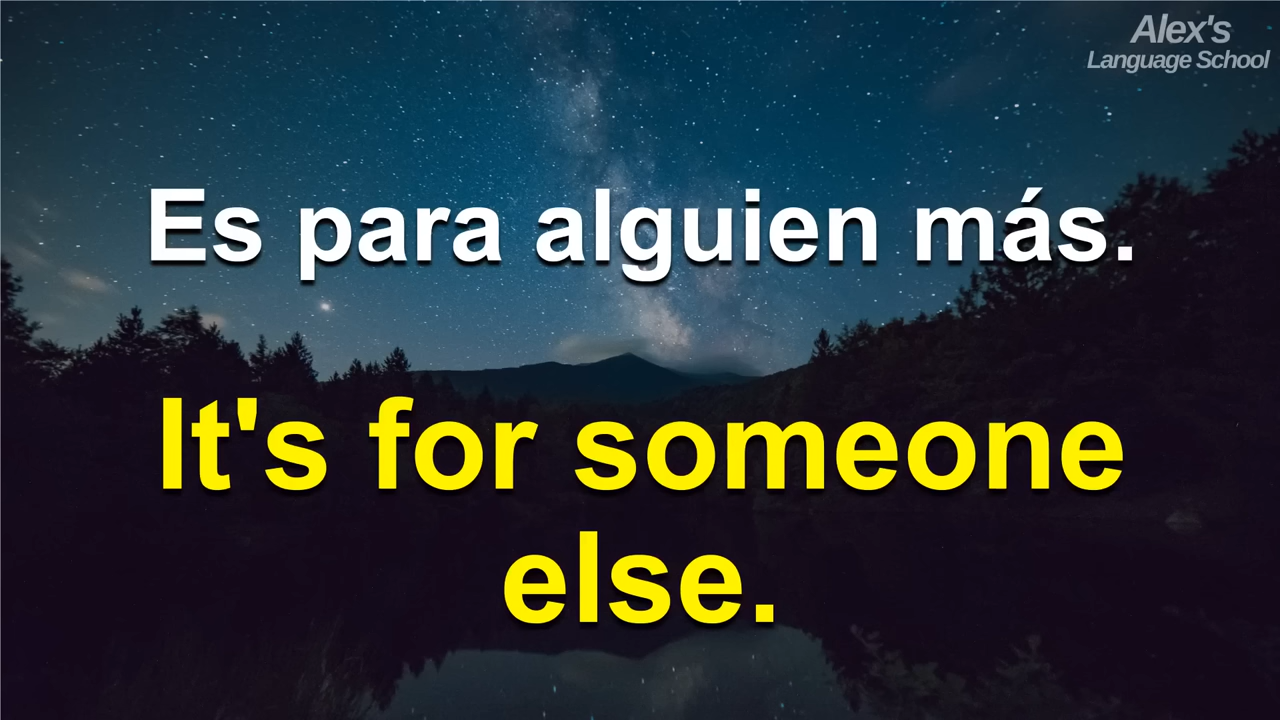 Alex's
Language School
Es para alguien más.
It's for someone
else.